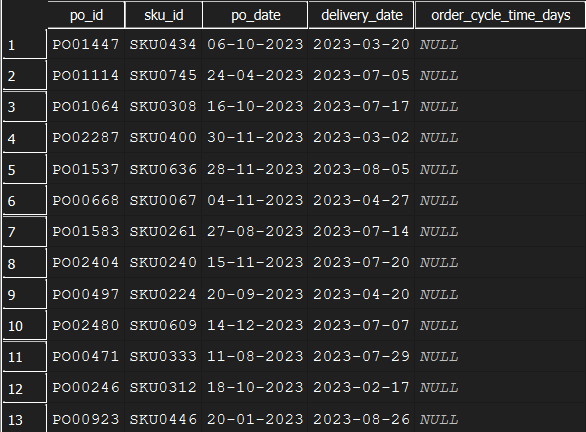 po_id sku_id po_date delivery_date order_cycle_time_days
1 PO01447 SKU0434 06-10-2023 2023-03-20 NULL
2 PO01114 SKU0745 24-04-2023 2023-07-05 NULL
3 PO01064 SKU0308 16-10-2023 2023-07-17 NULL
4 PO02287 SKU0400 30-11-2023 2023-03-02 NULL
5 PO01537 SKU0636 28-11-2023 2023-08-05 NULL
6 PO00668 SKU0067 04-11-2023 2023-04-27 NULL
7 PO01583 SKU0261 27-08-2023 2023-07-14 NULL
8 PO02404 SKU0240 15-11-2023 2023-07-20 NULL
9 PO00497 SKU0224 20-09-2023 2023-04-20 NULL
10 PO02480 SKU0609 14-12-2023 2023-07-07 NULL
11 PO00471 SKU0333 11-08-2023 2023-07-29 NULL
12 PO00246 SKU0312 18-10-2023 2023-02-17 NULL
13 PO00923 SKU0446 20-01-2023 2023-08-26 NULL